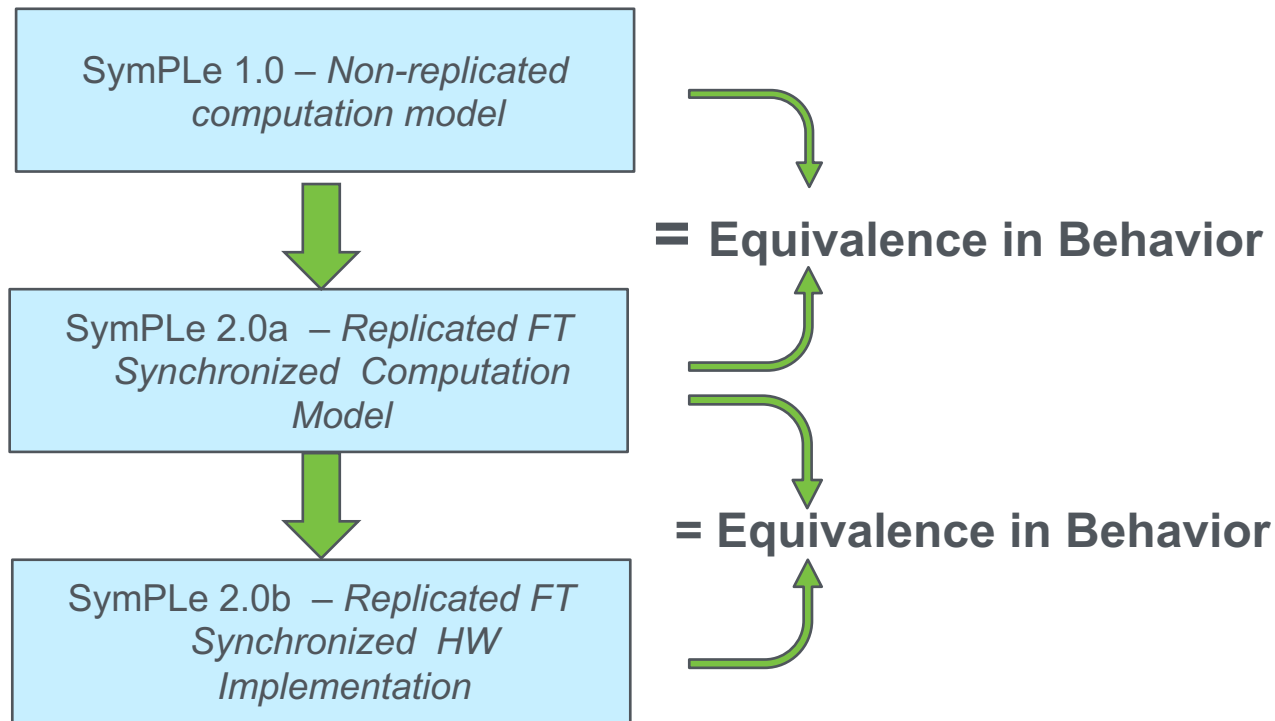 SymPLe 1.0 – Non-replicated
computation model
= Equivalence in Behavior
SymPLe 2.0a – Replicated FT
Synchronized Computation
Model
= Equivalence in Behavior
SymPLe 2.0b – Replicated FT
Synchronized HW
Implementation